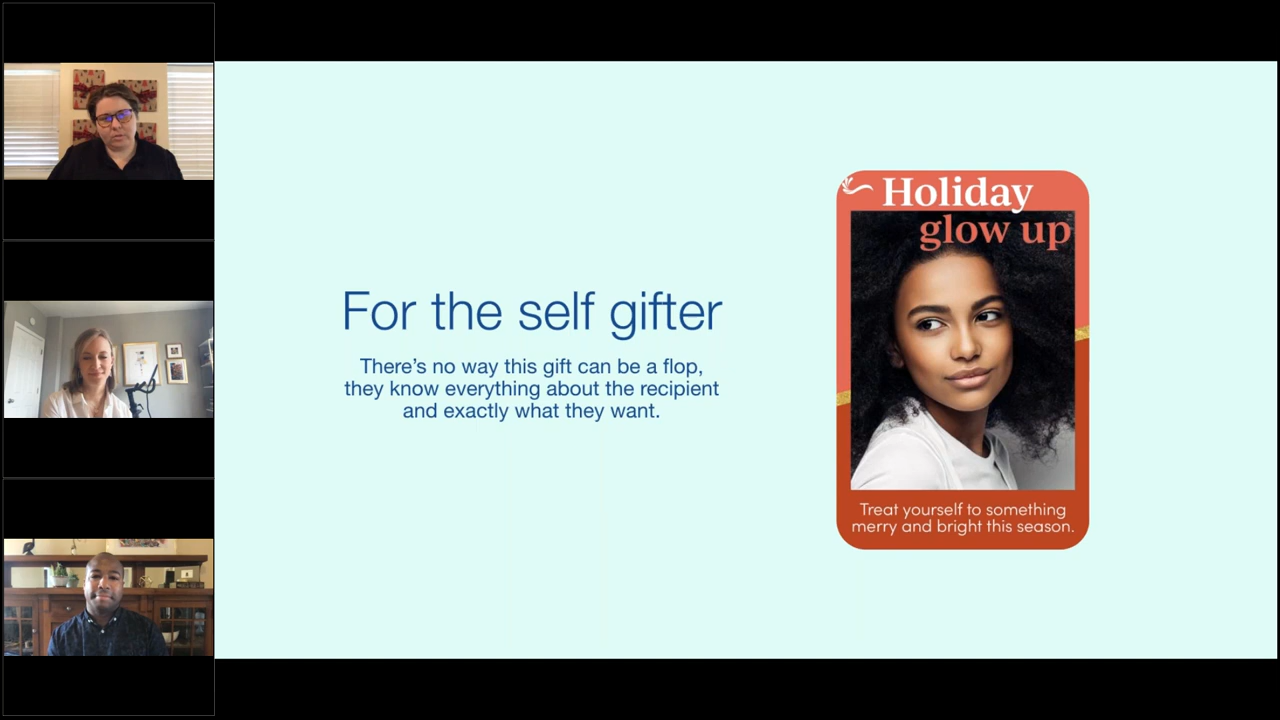 For the self gifter
There’s no way this gift can be a flop,
they know everything about the recipient
and exactly what they want.
Holiday
glow up
Treat yourself to something
merry and bright this season.